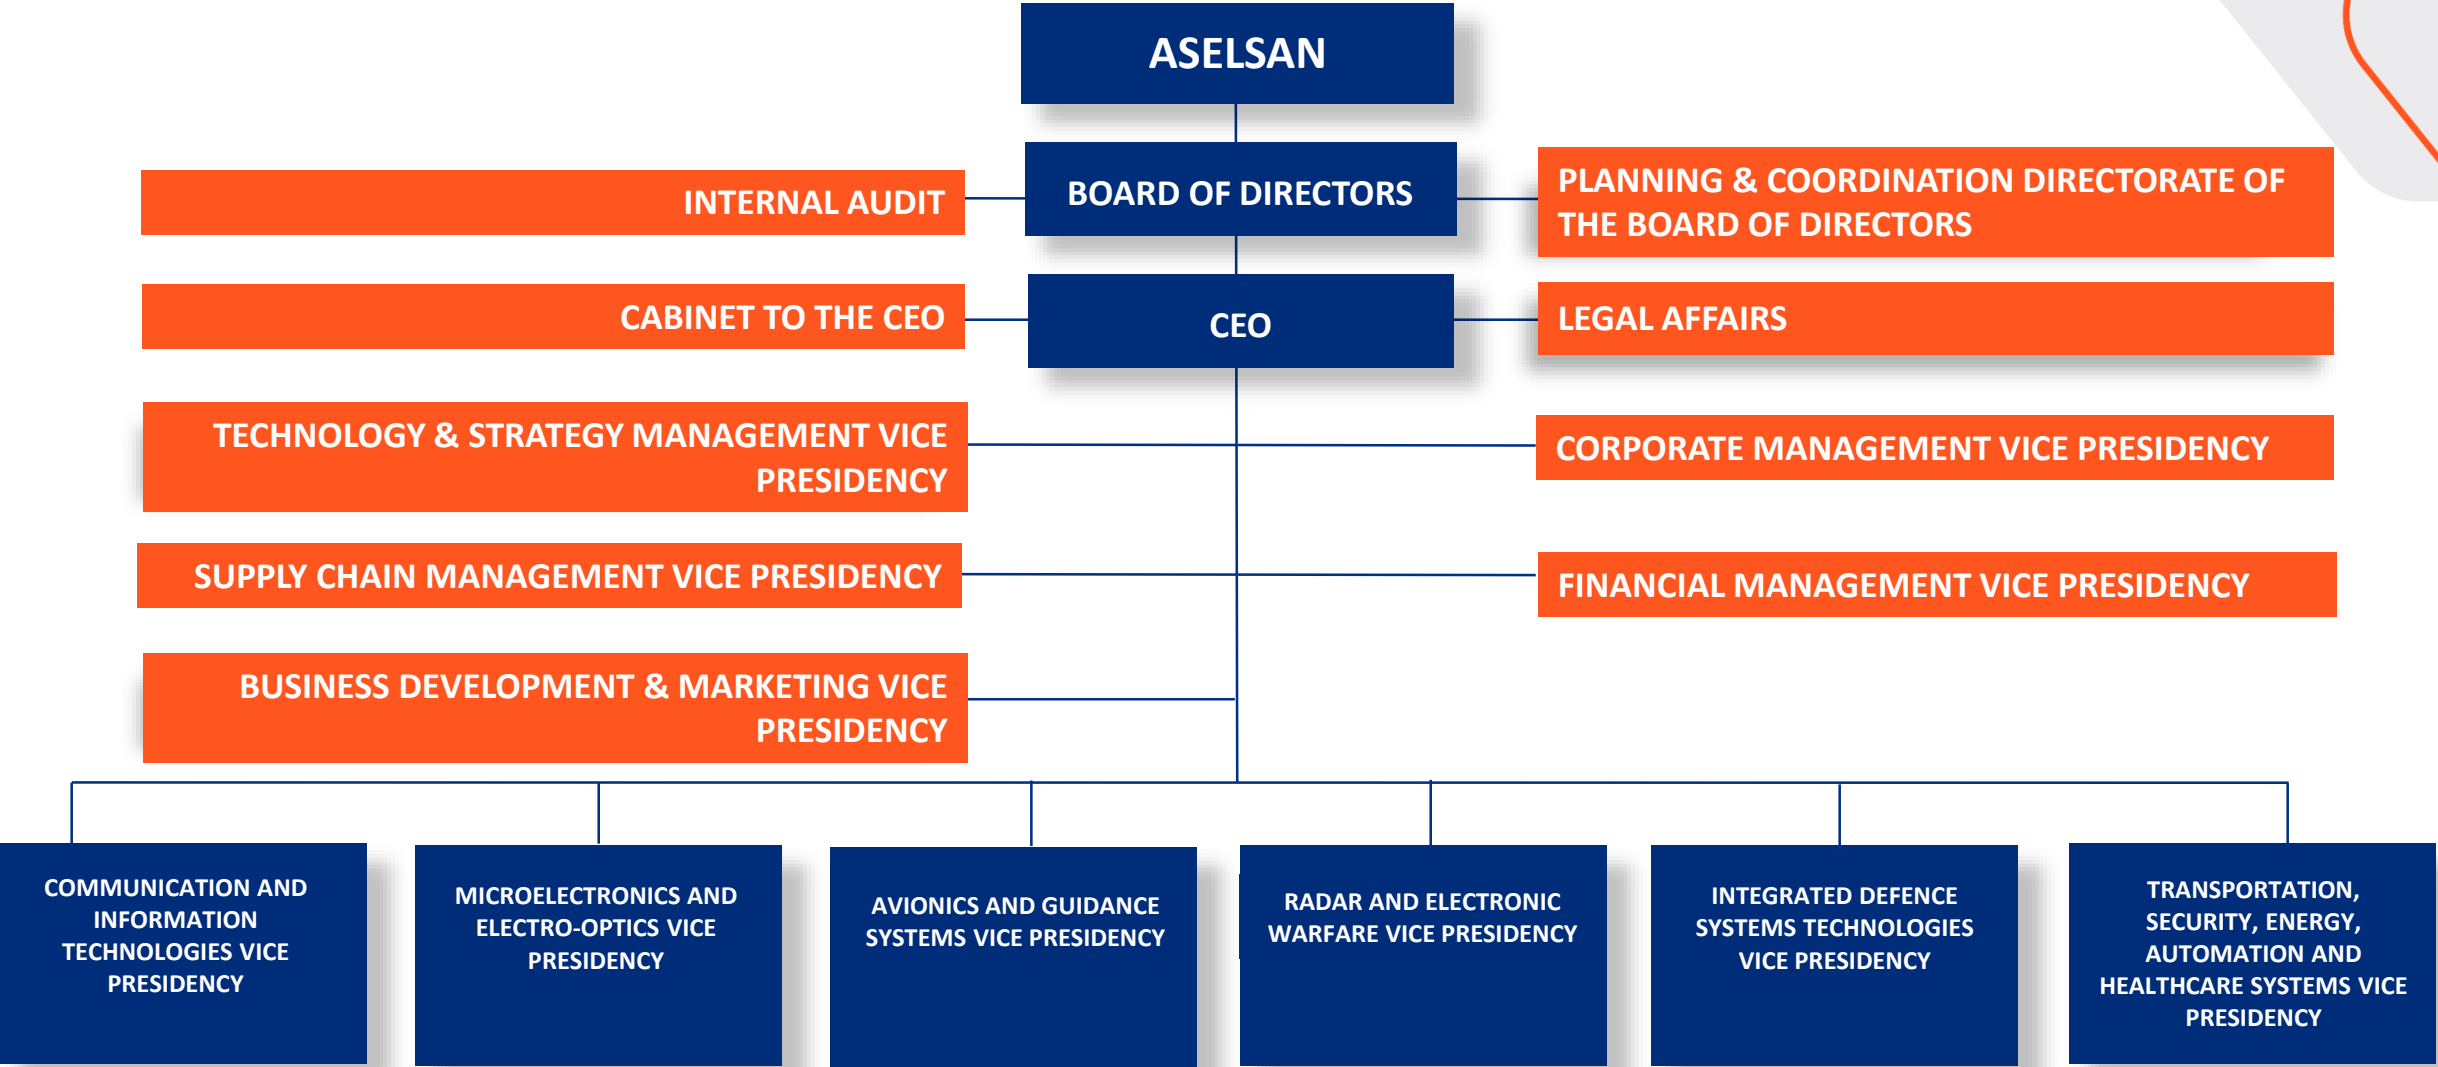 ASELSAN
INTERNAL AUDIT
BOARD OF DIRECTORS
PLANNING & COORDINATION DIRECTORATE OF
THE BOARD OF DIRECTORS
CABINET TO THE CEO
CEO
LEGAL AFFAIRS
TECHNOLOGY & STRATEGY MANAGEMENT VICE
PRESIDENCY
CORPORATE MANAGEMENT VICE PRESIDENCY
SUPPLY CHAIN MANAGEMENT VICE PRESIDENCY
FINANCIAL MANAGEMENT VICE PRESIDENCY
BUSINESS DEVELOPMENT & MARKETING VICE
PRESIDENCY
COMMUNICATION AND
INFORMATION
TECHNOLOGIES VICE
PRESIDENCY
MICROELECTRONICS AND
ELECTRO-OPTICS VICE
PRESIDENCY
AVIONICS AND GUIDANCE
SYSTEMS VICE PRESIDENCY
RADAR AND ELECTRONIC
WARFARE VICE PRESIDENCY
INTEGRATED DEFENCE
SYSTEMS TECHNOLOGIES
VICE PRESIDENCY
TRANSPORTATION,
SECURITY, ENERGY,
AUTOMATION AND
HEALTHCARE SYSTEMS VICE
PRESIDENCY